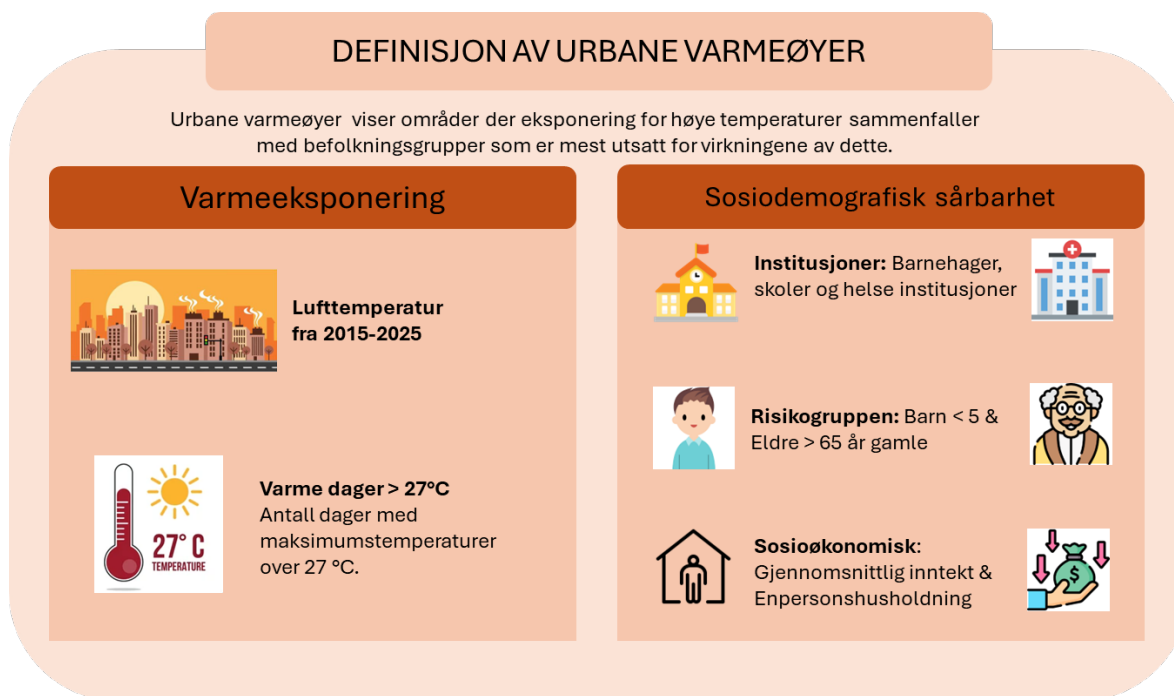 DEFINISJON AV URBANE VARMEØYER
Urbane varmeøyer viser områder der eksponering for høye temperaturer sammenfaller
med befolkningsgrupper som er mest utsatt for virkningene av dette.
Varmeeksponering
Lufttemperatur
fra 2015-2025
27° C
TEMPERATURE
Varme dager > 27°C
Antall dager med
maksimumstemperaturer
over 27 °C.
Sosiodemografisk sårbarhet
Institusjoner: Barnehager,
skoler og helse institusjoner
Risikogruppen: Barn < 5 &
Eldre > 65 år gamle
Sosioøkonomisk:
Gjennomsnittlig inntekt &
Enpersonshusholdning
$